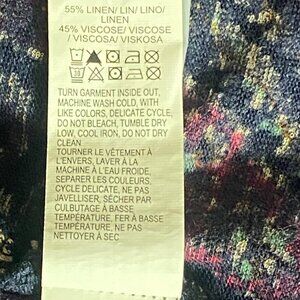 55% LINEN/ LIN/ LINO/
LINEN
45% VISCOSE/ VISCOSE
/ VISCOSA/ VISKOSA
TURN GARMENT INSIDE OUT,
MACHINE WASH COLD, WITH
LIKE COLORS, DELICATE CYCLE,
DO NOT BLEACH, TUMBLE DRY
LOW, COOL IRON, DO NOT DRY
CLEAN
TOURNER LE VÊTEMENT À
L'ENVERS, LAVER À LA
MACHINE À L'EAU FROIDE,
SEPARER LES COULEURS,
CYCLE DELICATE, NE PAS
JAVELLISER, SÉCHER PAR
CULBUTAGE À BASSE
TEMPÉRATURE, FER À BASSE
TEMPÉRATURE, NE PAS
NETTOYER À SEC